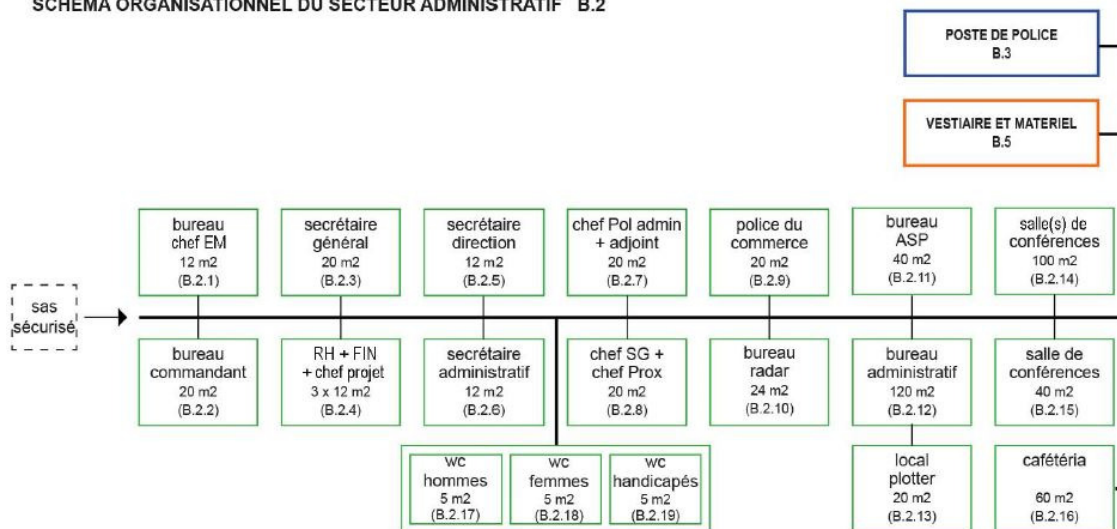 SCHÉMA ORGANISATIONNEL DU SECTEUR ADMINISTRATIF B.2
POSTE DE POLICE
B.3
VESTIAIRE ET MATERIEL
B.5
bureau
chef EM
12 m2
(B.2.1)
secrétaire
général
20 m2
(B.2.3)
secrétaire
direction
12 m2
(B.2.5)
chef Pol admin
+ adjoint
20 m2
(B.2.7)
police du
commerce
20 m2
(B.2.9)
bureau
ASP
40 m2
(B.2.11)
salle(s) de
conférences
100 m2
(B.2.14)
sas
sécurisé
bureau
commandant
20 m2
(B.2.2)
RH + FIN
+ chef projet
3 x 12 m2
(B.2.4)
secrétaire
administratif
12 m2
(B.2.6)
chef SG +
chef Prox
20 m2
(B.2.8)
bureau
radar
24 m2
(B.2.10)
bureau
administratif
120 m2
(B.2.12)
salle de
conférences
40 m2
(B.2.15)
wc
hommes
5 m2
(B.2.17)
wc
femmes
5 m2
(B.2.18)
wc
handicapés
5 m2
(B.2.19)
local
plotter
20 m2
(B.2.13)
cafétéria
60 m2
(B.2.16)